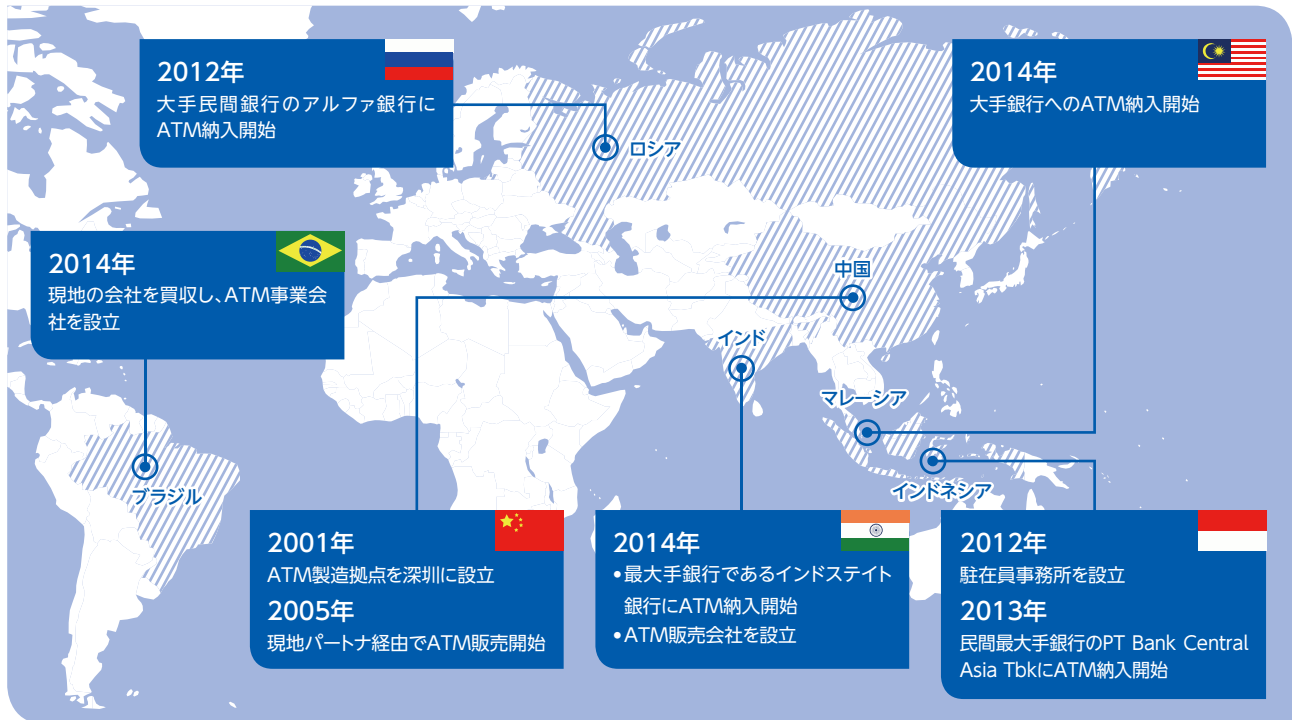 2012年
大手民間銀行のアルファ銀行に
ATM納入開始
ロシア
2014年
大手銀行へのATM納入開始
2014年
現地の会社を買収し、ATM事業会
社を設立
中国
インド
マレーシア
インドネシア
ブラジル
2001年
ATM製造拠点を深圳に設立
2005年
現地パートナ経由でATM販売開始
2014年
•最大手銀行であるインドステイト
銀行にATM納入開始
•ATM販売会社を設立
2012年
駐在員事務所を設立
2013年
民間最大手銀行のPT Bank Central
Asia TbkにATM納入開始